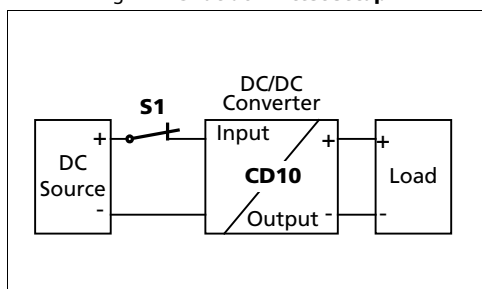 DC/DC
Converter
S1
Input
+
+
+
DC
Source
CD10
Load
-
Output
-
-